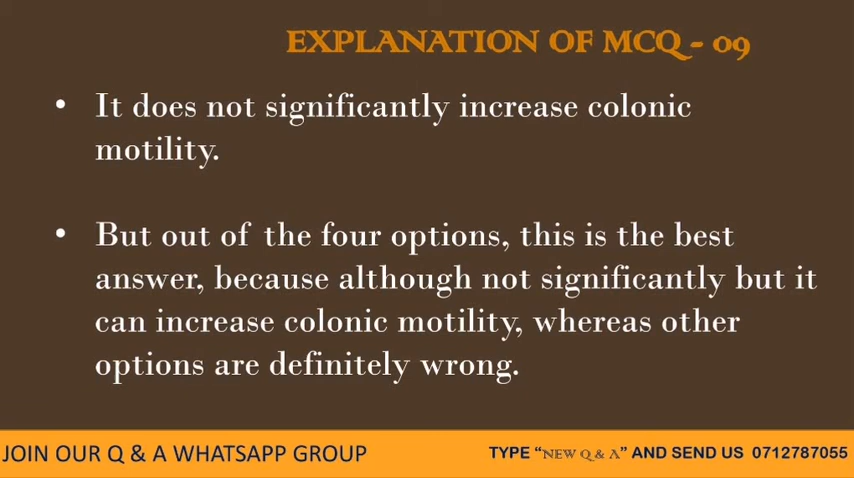 EXPLANATION OF MCQ - 09
• It does not significantly increase colonic
motility.
• But out of the four options, this is the best
answer, because although not significantly but it
can increase colonic motility, whereas other
options are definitely wrong.
JOIN OUR Q & A WHATSAPP GROUP
TYPE “NEW Q & A” AND SEND US 0712787055